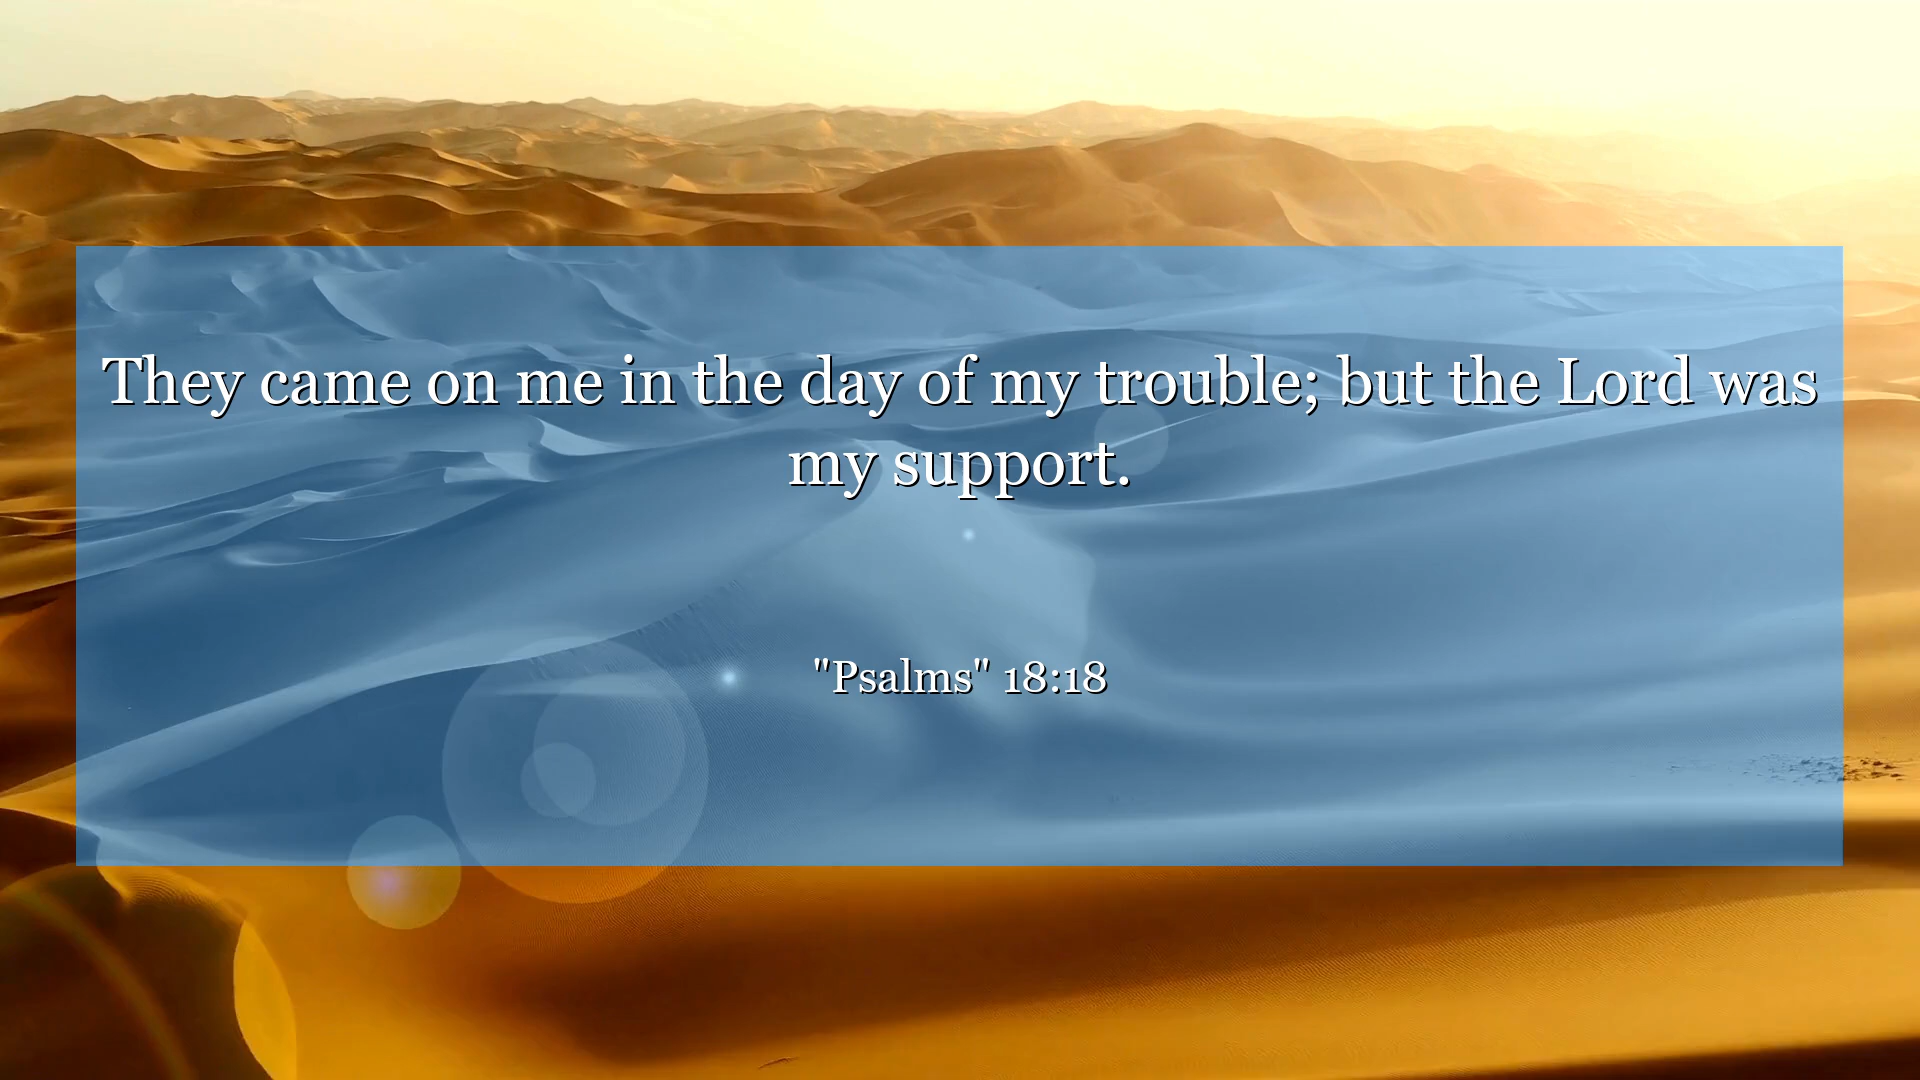 They came on me in the day of my trouble; but the Lord was
my support.
"Psalms" 18:18